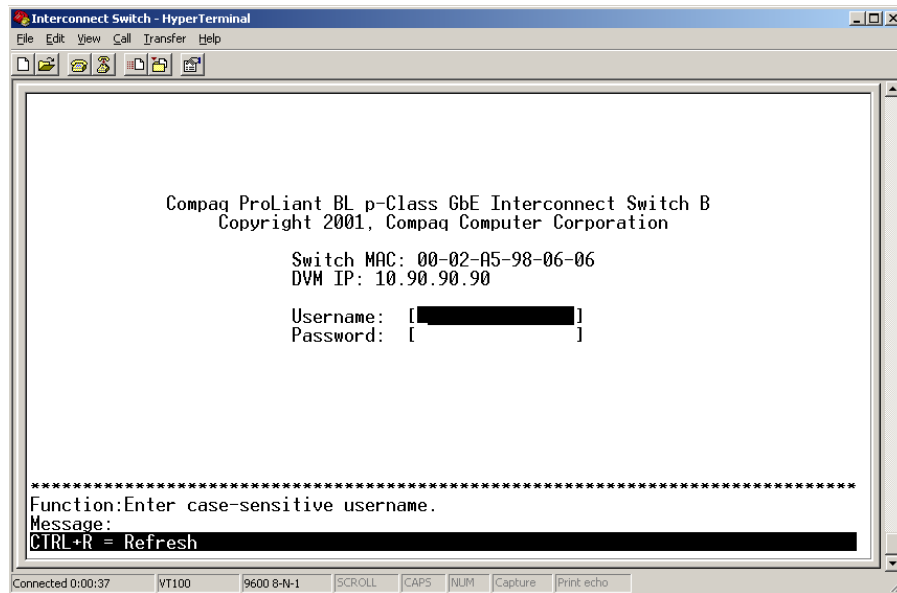 Interconnect Switch - HyperTerminal
File Edit View Call Transfer Help
Compaq ProLiant BL p-Class GbE Interconnect Switch B
Copyright 2001, Compaq Computer Corporation
Switch MAC: 00-02-A5-98-06-06
DVM IP: 10.90.90.90
Username: [ ]
Password: [ ]
*******************************************************************************
Function:Enter case-sensitive username.
Message:
CTRL+R = Refresh
Connected 0:00:37 VT100 9600 8-N-1 SCROLL CAPS NUM Capture Print echo